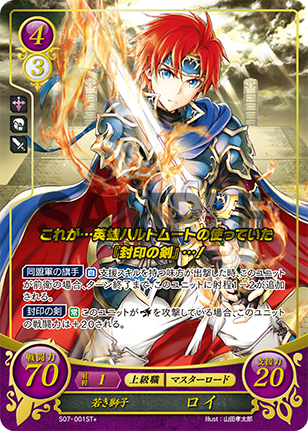 4
3
SAMPLE
これが…英雄ハルトムートの使っていた
『封印の剣』…!
同盟軍の旗手 自 支援スキルを持つ味方が出撃した時、このユニット
が前衛の場合、ターン終了まで、このユニットに射程1-2が追加
される。
封印の剣 常 このユニットが を攻撃している場合、このユニット
の戦闘力は+20される。
戦闘力
70
射程 1 上級職 マスターロード
支援力
20
若き獅子 ロイ
S07-001ST+ Illust:山田孝太郎